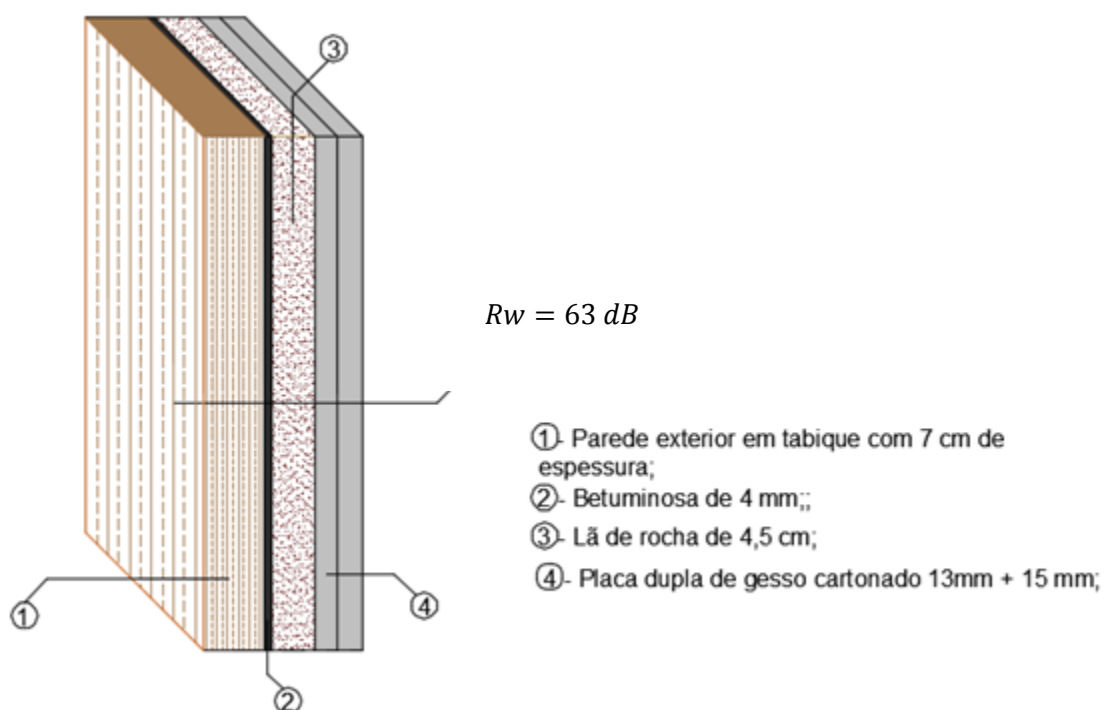 ③
Rw = 63 dB
①- Parede exterior em tabique com 7 cm de
espessura;
②- Betuminosa de 4 mm;;
③- Lã de rocha de 4,5 cm;
④- Placa dupla de gesso cartonado 13mm + 15 mm;
①
④
②